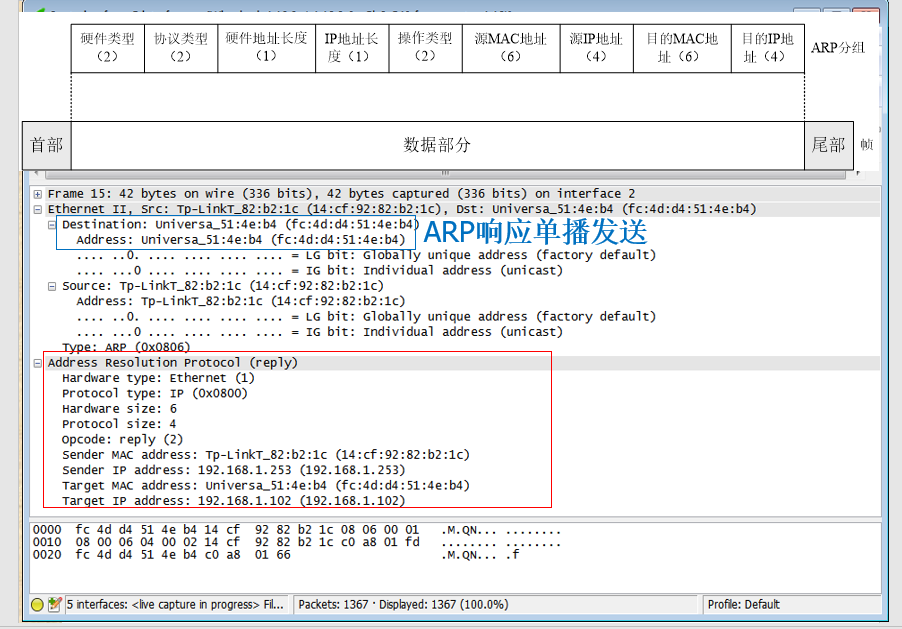 硬件类型
（2）
协议类型
（2）
硬件地址长度
（1）
IP地址长
度（1）
操作类型
（2）
源MAC地址
（6）
源IP地址
（4）
目的MAC地
址（6）
目的IP地
址（4）
ARP分组
首部
数据部分
尾部
帧
Frame 15: 42 bytes on wire (336 bits), 42 bytes captured (336 bits) on interface 2
Ethernet II, Src: Tp-LinkT_82:b2:1c (14:cf:92:82:b2:1c), Dst: Universa_51:4e:b4 (fc:4d:d4:51:4e:b4)
Destination: Universa_51:4e:b4 (fc:4d:d4:51:4e:b4)
Address: Universa_51:4e:b4 (fc:4d:d4:51:4e:b4)
ARP响应单播发送
.... ..0. .... .... .... .... = LG bit: Globally unique address (factory default)
.... ...0 .... .... .... .... = IG bit: Individual address (unicast)
Source: Tp-LinkT_82:b2:1c (14:cf:92:82:b2:1c)
Address: Tp-LinkT_82:b2:1c (14:cf:92:82:b2:1c)
.... ..0. .... .... .... .... = LG bit: Globally unique address (factory default)
.... ...0 .... .... .... .... = IG bit: Individual address (unicast)
Type: ARP (0x0806)
Address Resolution Protocol (reply)
Hardware type: Ethernet (1)
Protocol type: IP (0x0800)
Hardware size: 6
Protocol size: 4
Opcode: reply (2)
Sender MAC address: Tp-LinkT_82:b2:1c (14:cf:92:82:b2:1c)
Sender IP address: 192.168.1.253 (192.168.1.253)
Target MAC address: Universa_51:4e:b4 (fc:4d:d4:51:4e:b4)
Target IP address: 192.168.1.102 (192.168.1.102)
0000 fc 4d d4 51 4e b4 14 cf 92 82 b2 1c 08 06 00 01 .M.QN... ........
0010 08 00 06 04 00 02 14 cf 92 82 b2 1c c0 a8 01 fd ........ ........
0020 fc 4d d4 51 4e b4 c0 a8 01 66 .M.QN... .f
5 interfaces: <live capture in progress> Fil... Packets: 1367 · Displayed: 1367 (100.0%) Profile: Default